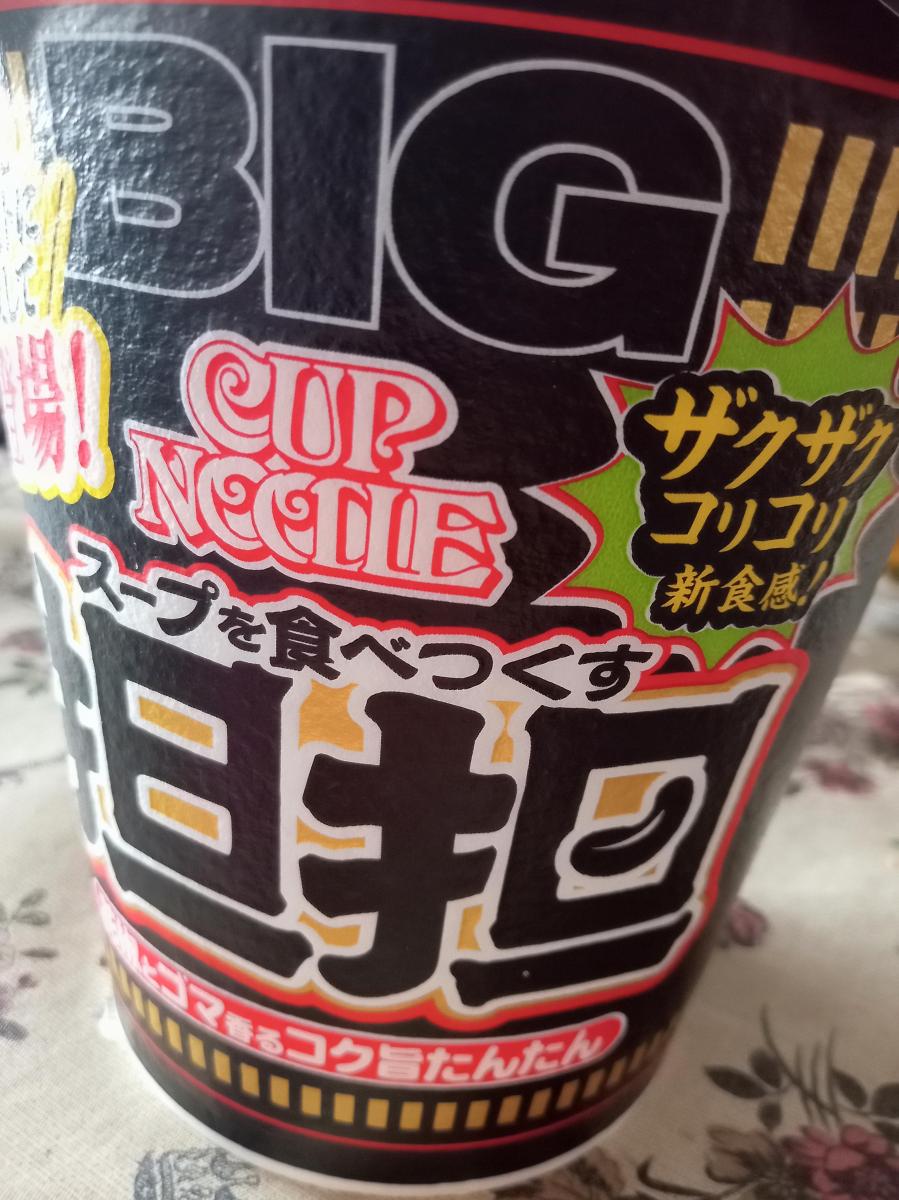 BIG
CUP
NOODLE
場!
ザクザク
コリコリ
新食感!
スープを食べつくす
担担
とゴマ香るコク旨たんたん